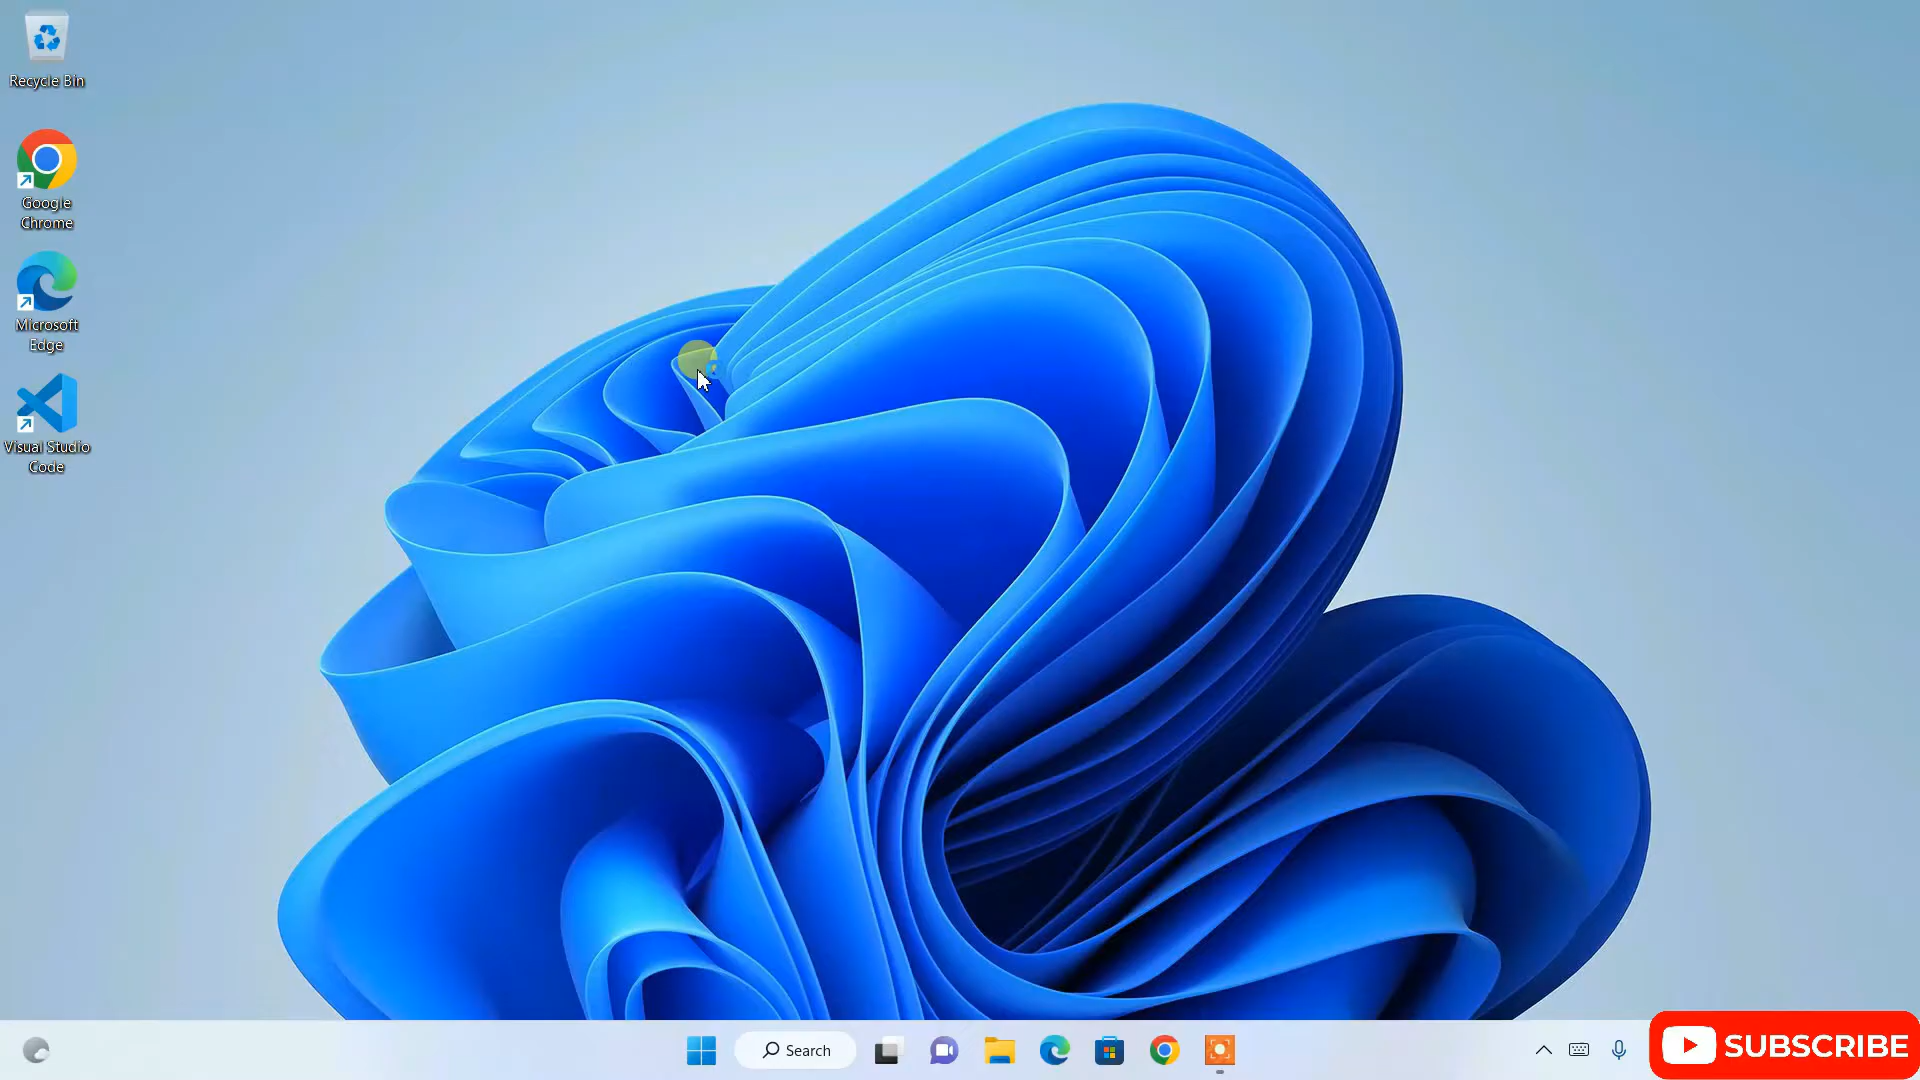 Recycle Bin
Google
Chrome
Microsoft
Edge
Visual Studio
Code
Search
SUBSCRIBE